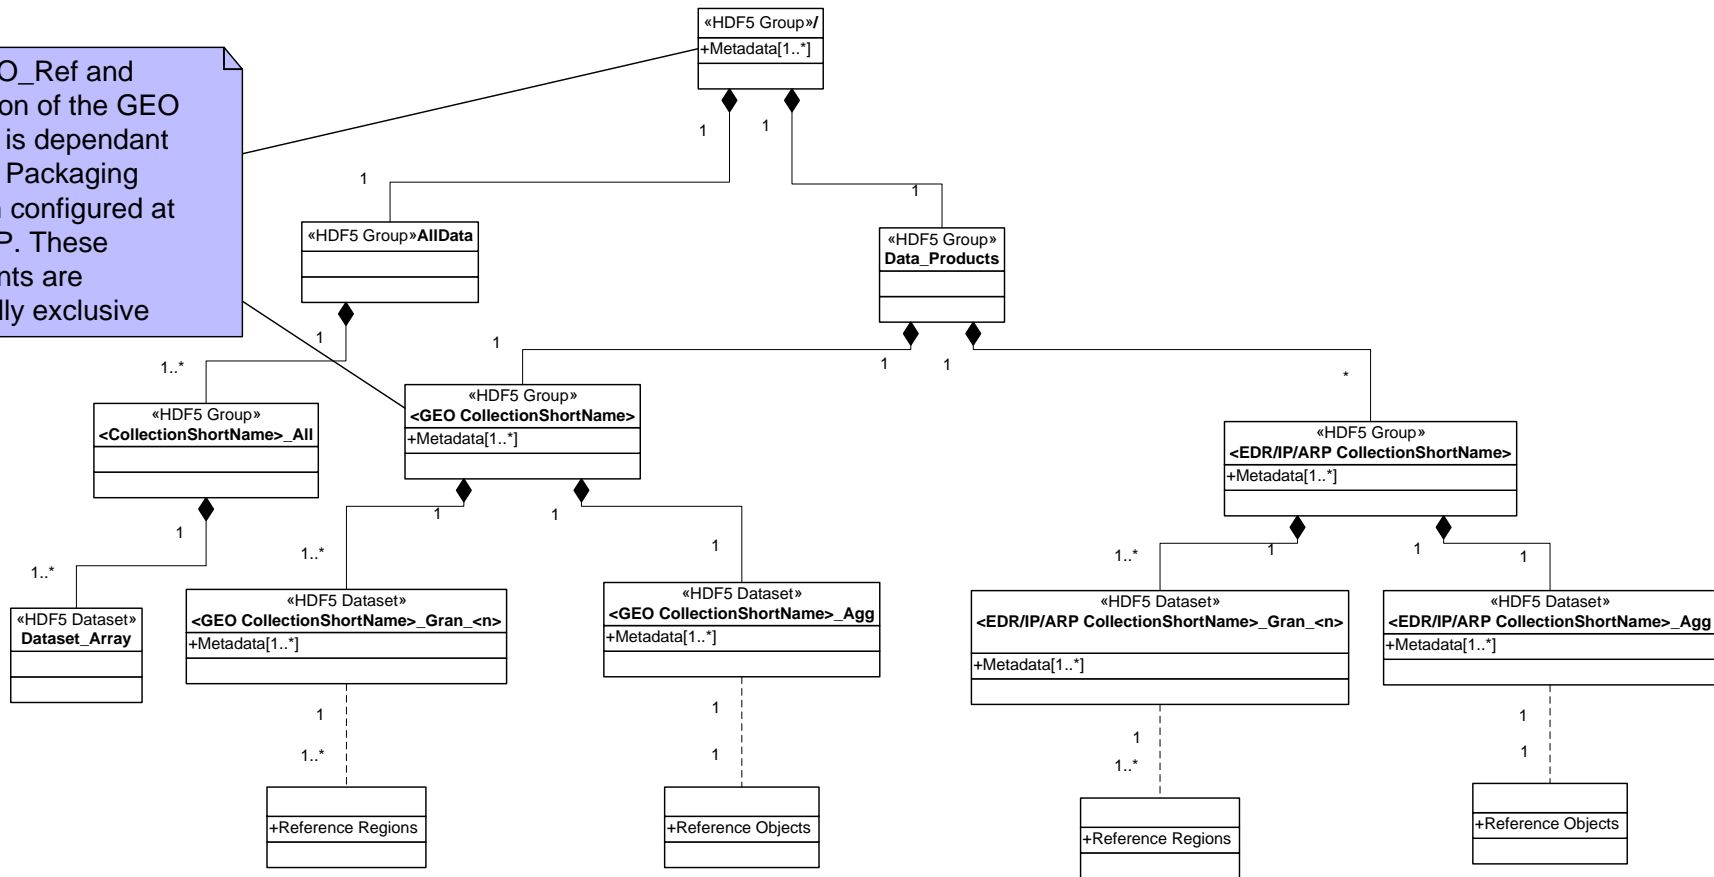 «HDF5 Group»/
+Metadata[1..*]
O_Ref and
on of the GEO
is dependant
Packaging
configured at
P. These
nts are
lly exclusive
1
1
1
1
«HDF5 Group»AllData
«HDF5 Group»
Data_Products
1
1..*
1
1
1
*
«HDF5 Group»
<CollectionShortName>_All
«HDF5 Group»
<GEO CollectionShortName>
+Metadata[1..*]
«HDF5 Group»
<EDR/IP/ARP CollectionShortName>
+Metadata[1..*]
1
1..*
1
1..*
1
1
1
1..*
1
1
«HDF5 Dataset»
Dataset_Array
«HDF5 Dataset»
<GEO CollectionShortName>_Gran_<n>
+Metadata[1..*]
«HDF5 Dataset»
<GEO CollectionShortName>_Agg
+Metadata[1..*]
«HDF5 Dataset»
<EDR/IP/ARP CollectionShortName>_Gran_<n>
+Metadata[1..*]
«HDF5 Dataset»
<EDR/IP/ARP CollectionShortName>_Agg
+Metadata[1..*]
1
1..*
1
1
1
1..*
1
1
+Reference Regions
+Reference Objects
+Reference Regions
+Reference Objects